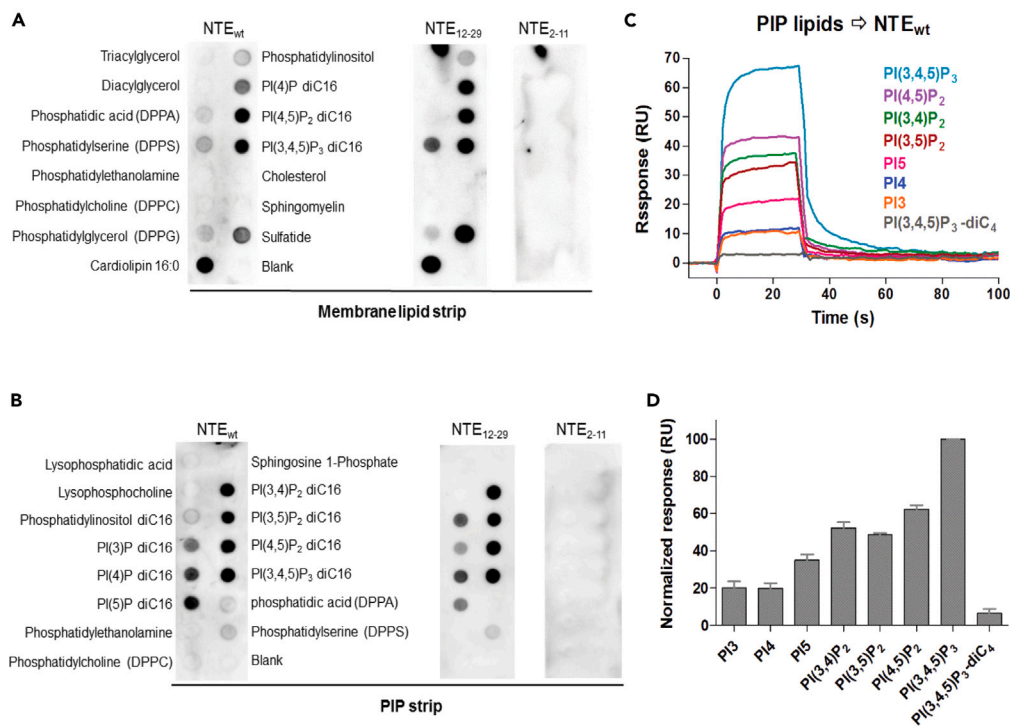 A
NTEwt
NTE12-29
NTE2-11
Triacylglycerol
Phosphatidylinositol
Diacylglycerol
PI(4)P diC16
Phosphatidic acid (DPPA)
PI(4,5)P2 diC16
Phosphatidylserine (DPPS)
PI(3,4,5)P3 diC16
Phosphatidylethanolamine
Cholesterol
Phosphatidylcholine (DPPC)
Sphingomyelin
Phosphatidylglycerol (DPPG)
Sulfatide
Cardiolipin 16:0
Blank
Membrane lipid strip
B
NTEwt
NTE12-29
NTE2-11
Lysophosphatidic acid
Sphingosine 1-Phosphate
Lysophosphocholine
PI(3,4)P2 diC16
Phosphatidylinositol diC16
PI(3,5)P2 diC16
PI(3)P diC16
PI(4,5)P2 diC16
PI(4)P diC16
PI(3,4,5)P3 diC16
PI(5)P diC16
phosphatidic acid (DPPA)
Phosphatidylethanolamine
Phosphatidylserine (DPPS)
Phosphatidylcholine (DPPC)
Blank
PIP strip
C
PIP lipids ⇨ NTEwt
Rssponse (RU)
70
60
50
40
30
20
10
0
PI(3,4,5)P3
PI(4,5)P2
PI(3,4)P2
PI(3,5)P2
PI5
PI4
PI3
PI(3,4,5)P3-diC4
0 20 40 60 80 100
Time (s)
D
Normalized response (RU)
100
80
60
40
20
0
PI3
PI4
PI5
PI(3,4)P2
PI(3,5)P2
PI(4,5)P2
PI(3,4,5)P3
PI(3,4,5)P3-diC4